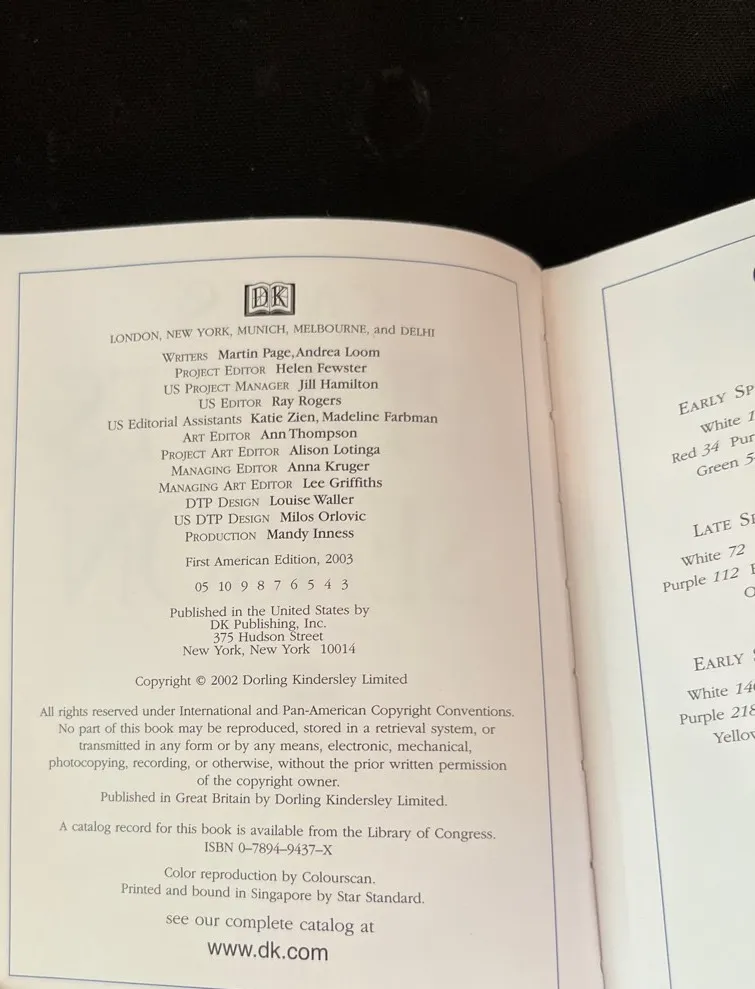 DK
LONDON, NEW YORK, MUNICH, MELBOURNE, and DELHI
WRITERS Martin Page, Andrea Loom
PROJECT EDITOR Helen Fewster
US PROJECT MANAGER Jill Hamilton
US EDITOR Ray Rogers
US Editorial Assistants Katie Zien, Madeline Farbman
ART EDITOR Ann Thompson
PROJECT ART EDITOR Alison Lotinga
MANAGING EDITOR Anna Kruger
MANAGING ART EDITOR Lee Griffiths
DTP DESIGN Louise Waller
US DTP DESIGN Milos Orlovic
PRODUCTION Mandy Inness
First American Edition, 2003
05 10 9 8 7 6 5 4 3
Published in the United States by
DK Publishing, Inc.
375 Hudson Street
New York, New York 10014
Copyright © 2002 Dorling Kindersley Limited
All rights reserved under International and Pan-American Copyright Conventions.
No part of this book may be reproduced, stored in a retrieval system, or
transmitted in any form or by any means, electronic, mechanical,
photocopying, recording, or otherwise, without the prior written permission
of the copyright owner.
Published in Great Britain by Dorling Kindersley Limited.
A catalog record for this book is available from the Library of Congress.
ISBN 0–7894–9437–X
Color reproduction by Colourscan.
Printed and bound in Singapore by Star Standard.
see our complete catalog at
www.dk.com
EARLY
White
Red 34
Green
LATE
White 72
Purple 112
EARLY
White
Purple 218